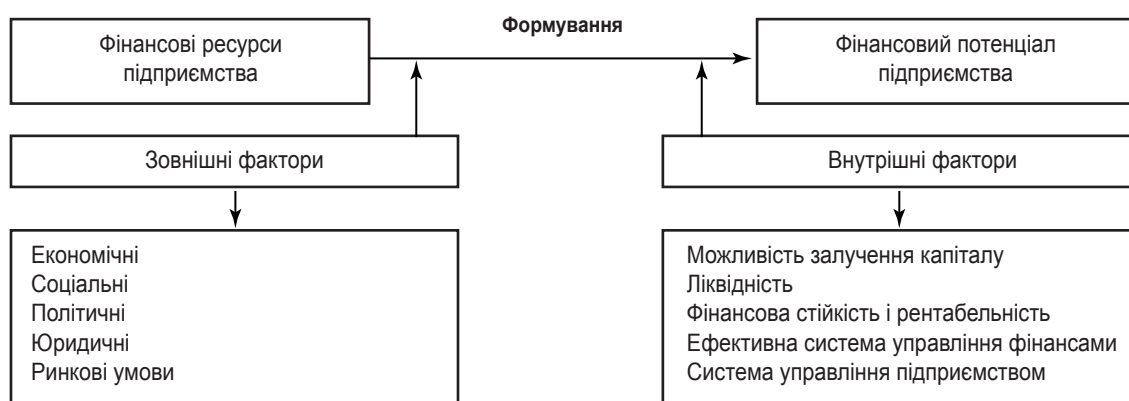 Формування
Фінансові ресурси
підприємства
Фінансовий потенціал
підприємства
Зовнішні фактори
Внутрішні фактори
Економічні
Соціальні
Політичні
Юридичні
Ринкові умови
Можливість залучення капіталу
Ліквідність
Фінансова стійкість і рентабельність
Ефективна система управління фінансами
Система управління підприємством